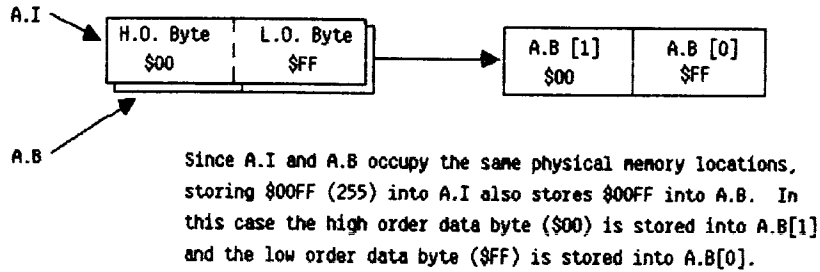 A.I
H.O. Byte L.O. Byte
$00 $FF
A.B [1] A.B [0]
$00 $FF
A.B
Since A.I and A.B occupy the same physical memory locations,
storing $00FF (255) into A.I also stores $00FF into A.B. In
this case the high order data byte ($00) is stored into A.B[1]
and the low order data byte ($FF) is stored into A.B[0].